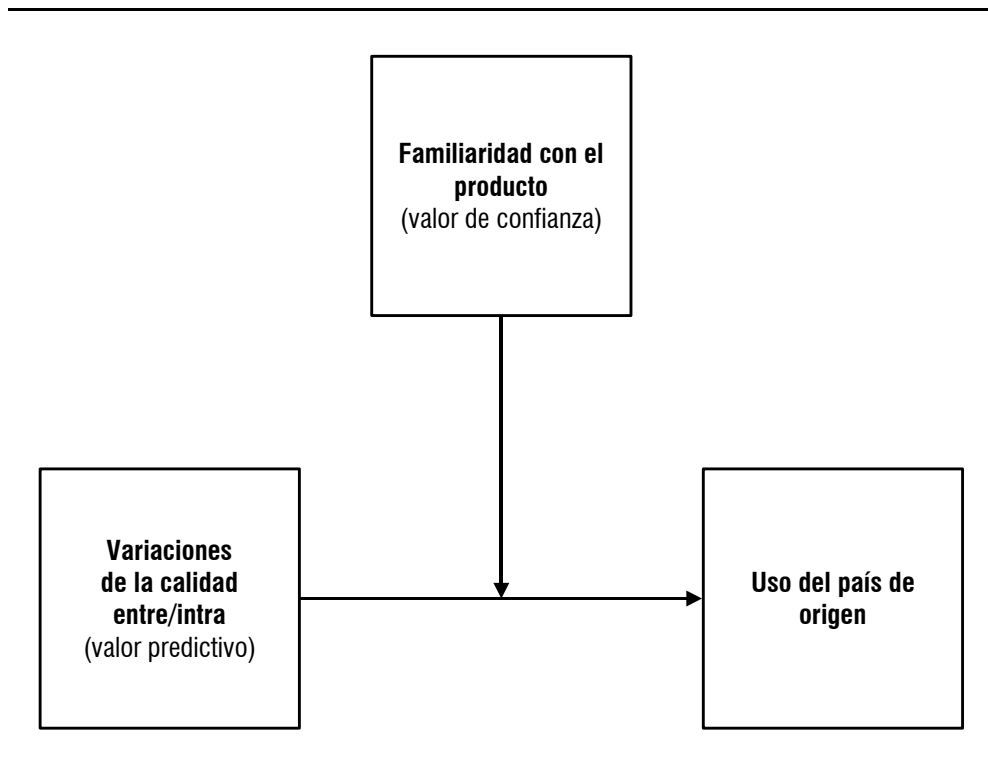 Familiaridad con el
producto
(valor de confianza)
Variaciones
de la calidad
entre/intra
(valor predictivo)
Uso del país de
origen